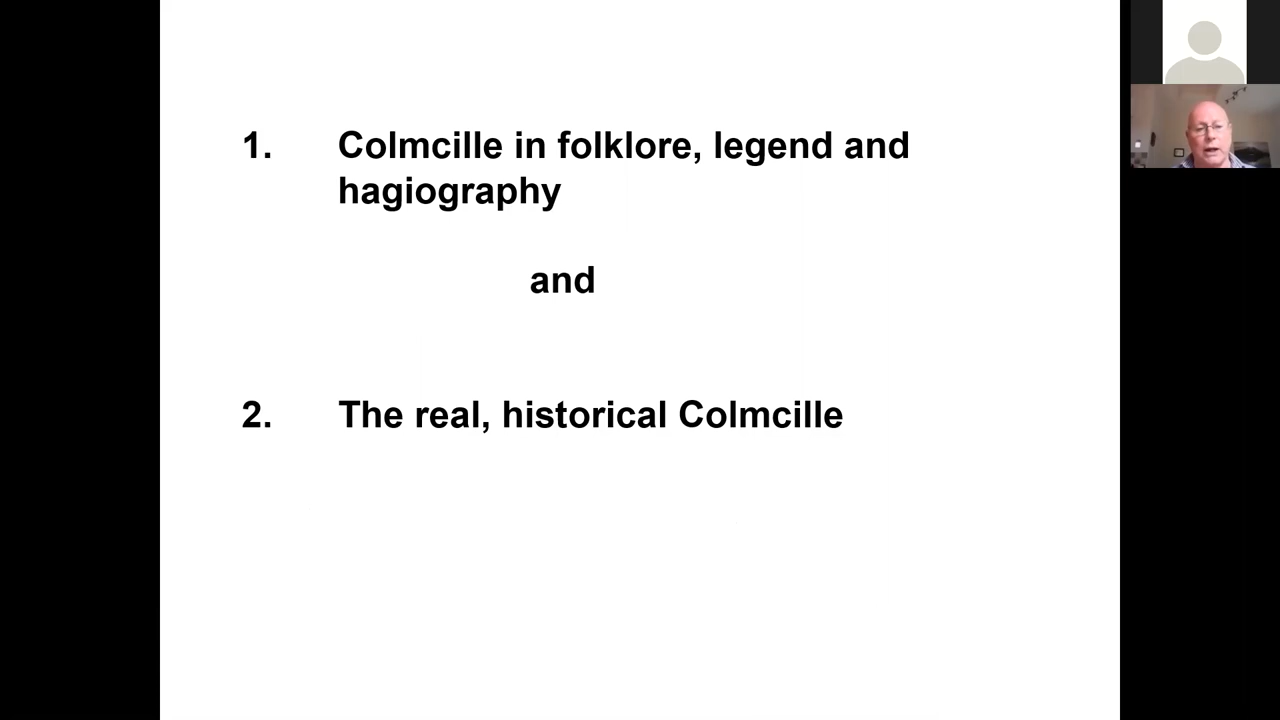 1. Colmcille in folklore, legend and
hagiography
and
2. The real, historical Colmcille